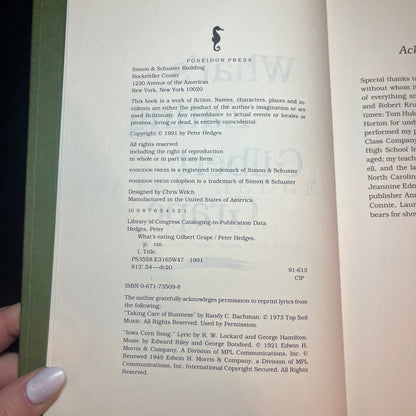 POSEIDON PRESS
Simon & Schuster Building
Rockefeller Center
1230 Avenue of the Americas
New York, New York 10020
This book is a work of fiction. Names, characters, places and in-
cidents are either the product of the author's imagination or are
used fictitiously. Any resemblance to actual events or locales or
persons, living or dead, is entirely coincidental.
Copyright © 1991 by Peter Hedges
All rights reserved
including the right of reproduction
in whole or in part in any form.
POSEIDON PRESS is a registered trademark of Simon & Schuster
POSEIDON PRESS colophon is a trademark of Simon & Schuster
Designed by Chris Welch
Manufactured in the United States of America
10 9 8 7 6 5 4 3 2 1
Library of Congress Cataloging-in-Publication Data
Hedges, Peter
What's eating Gilbert Grape / Peter Hedges.
p. cm.
I. Title.
PS3558.E3165W47 1991
813'.54—dc20 91-613
CIP
ISBN 0-671-73509-8
The author gratefully acknowledges permission to reprint lyrics from
the following:
"Taking Care of Business" by Randy C. Bachman. © 1973 Top Soil
Music. All Rights Reserved. Used by Permission.
"Iowa Corn Song." Lyric by R. W. Lockard and George Hamilton.
Music by Edward Riley and George Botsford. © 1921 Edwin H.
Morris & Company, A Division of MPL Communications, Inc. ©
Renewed 1949 Edwin H. Morris & Company, A Division of MPL
Communications, Inc. International Copyright Secured. All Rights
Reserved.
Ack
Special thanks to
without whom it
of everything an
and Robert Kru
times; Tom Hulc
Horton for und
performed my p
Class Company
High School In
aged; my teach
ell, and the la
North Carolina
Jeannine Edm
publisher Ann
Connie, Laur
bears for show